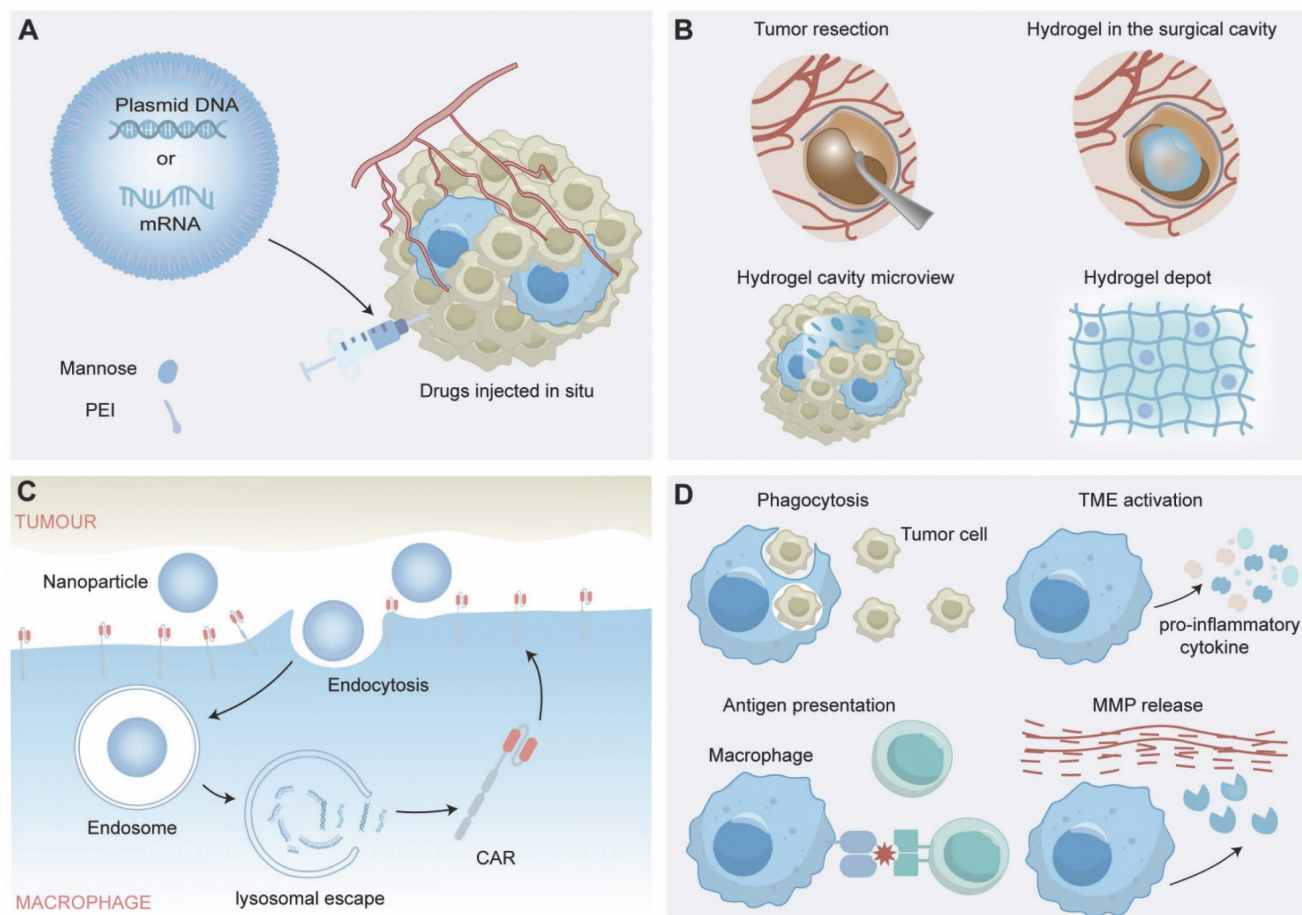 A
Plasmid DNA
or
mRNA
Mannose
PEI
Drugs injected in situ
B
Tumor resection
Hydrogel in the surgical cavity
Hydrogel cavity microview
Hydrogel depot
C
TUMOUR
Nanoparticle
Endocytosis
Endosome
lysosomal escape
CAR
MACROPHAGE
D
Phagocytosis
Tumor cell
TME activation
pro-inflammatory
cytokine
Antigen presentation
Macrophage
MMP release